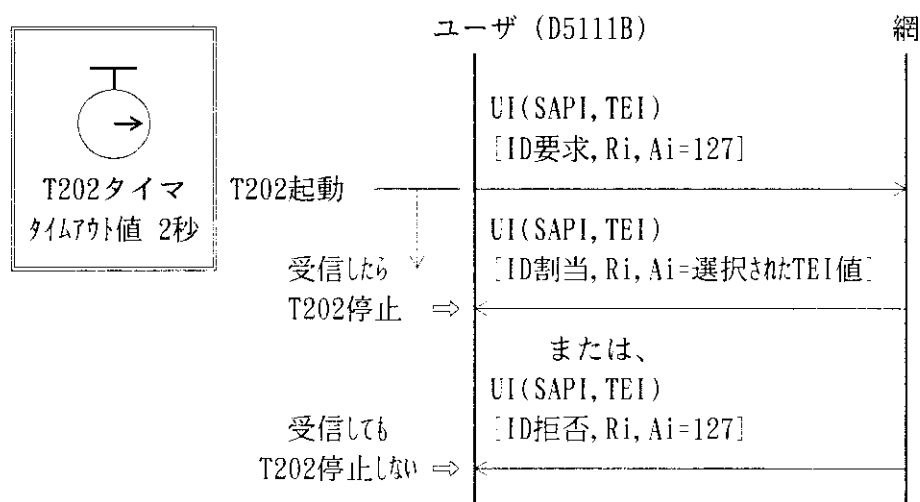 ユーザ (D5111B)
網
UI(SAPI, TEI)
[ID要求, Ri, Ai=127]
T202タイマ
タイムアウト値 2秒
T202起動
UI(SAPI, TEI)
[ID割当, Ri, Ai=選択されたTEI値]
受信したら
T202停止 ⇨
または、
UI(SAPI, TEI)
[ID拒否, Ri, Ai=127]
受信しても
T202停止しない ⇨